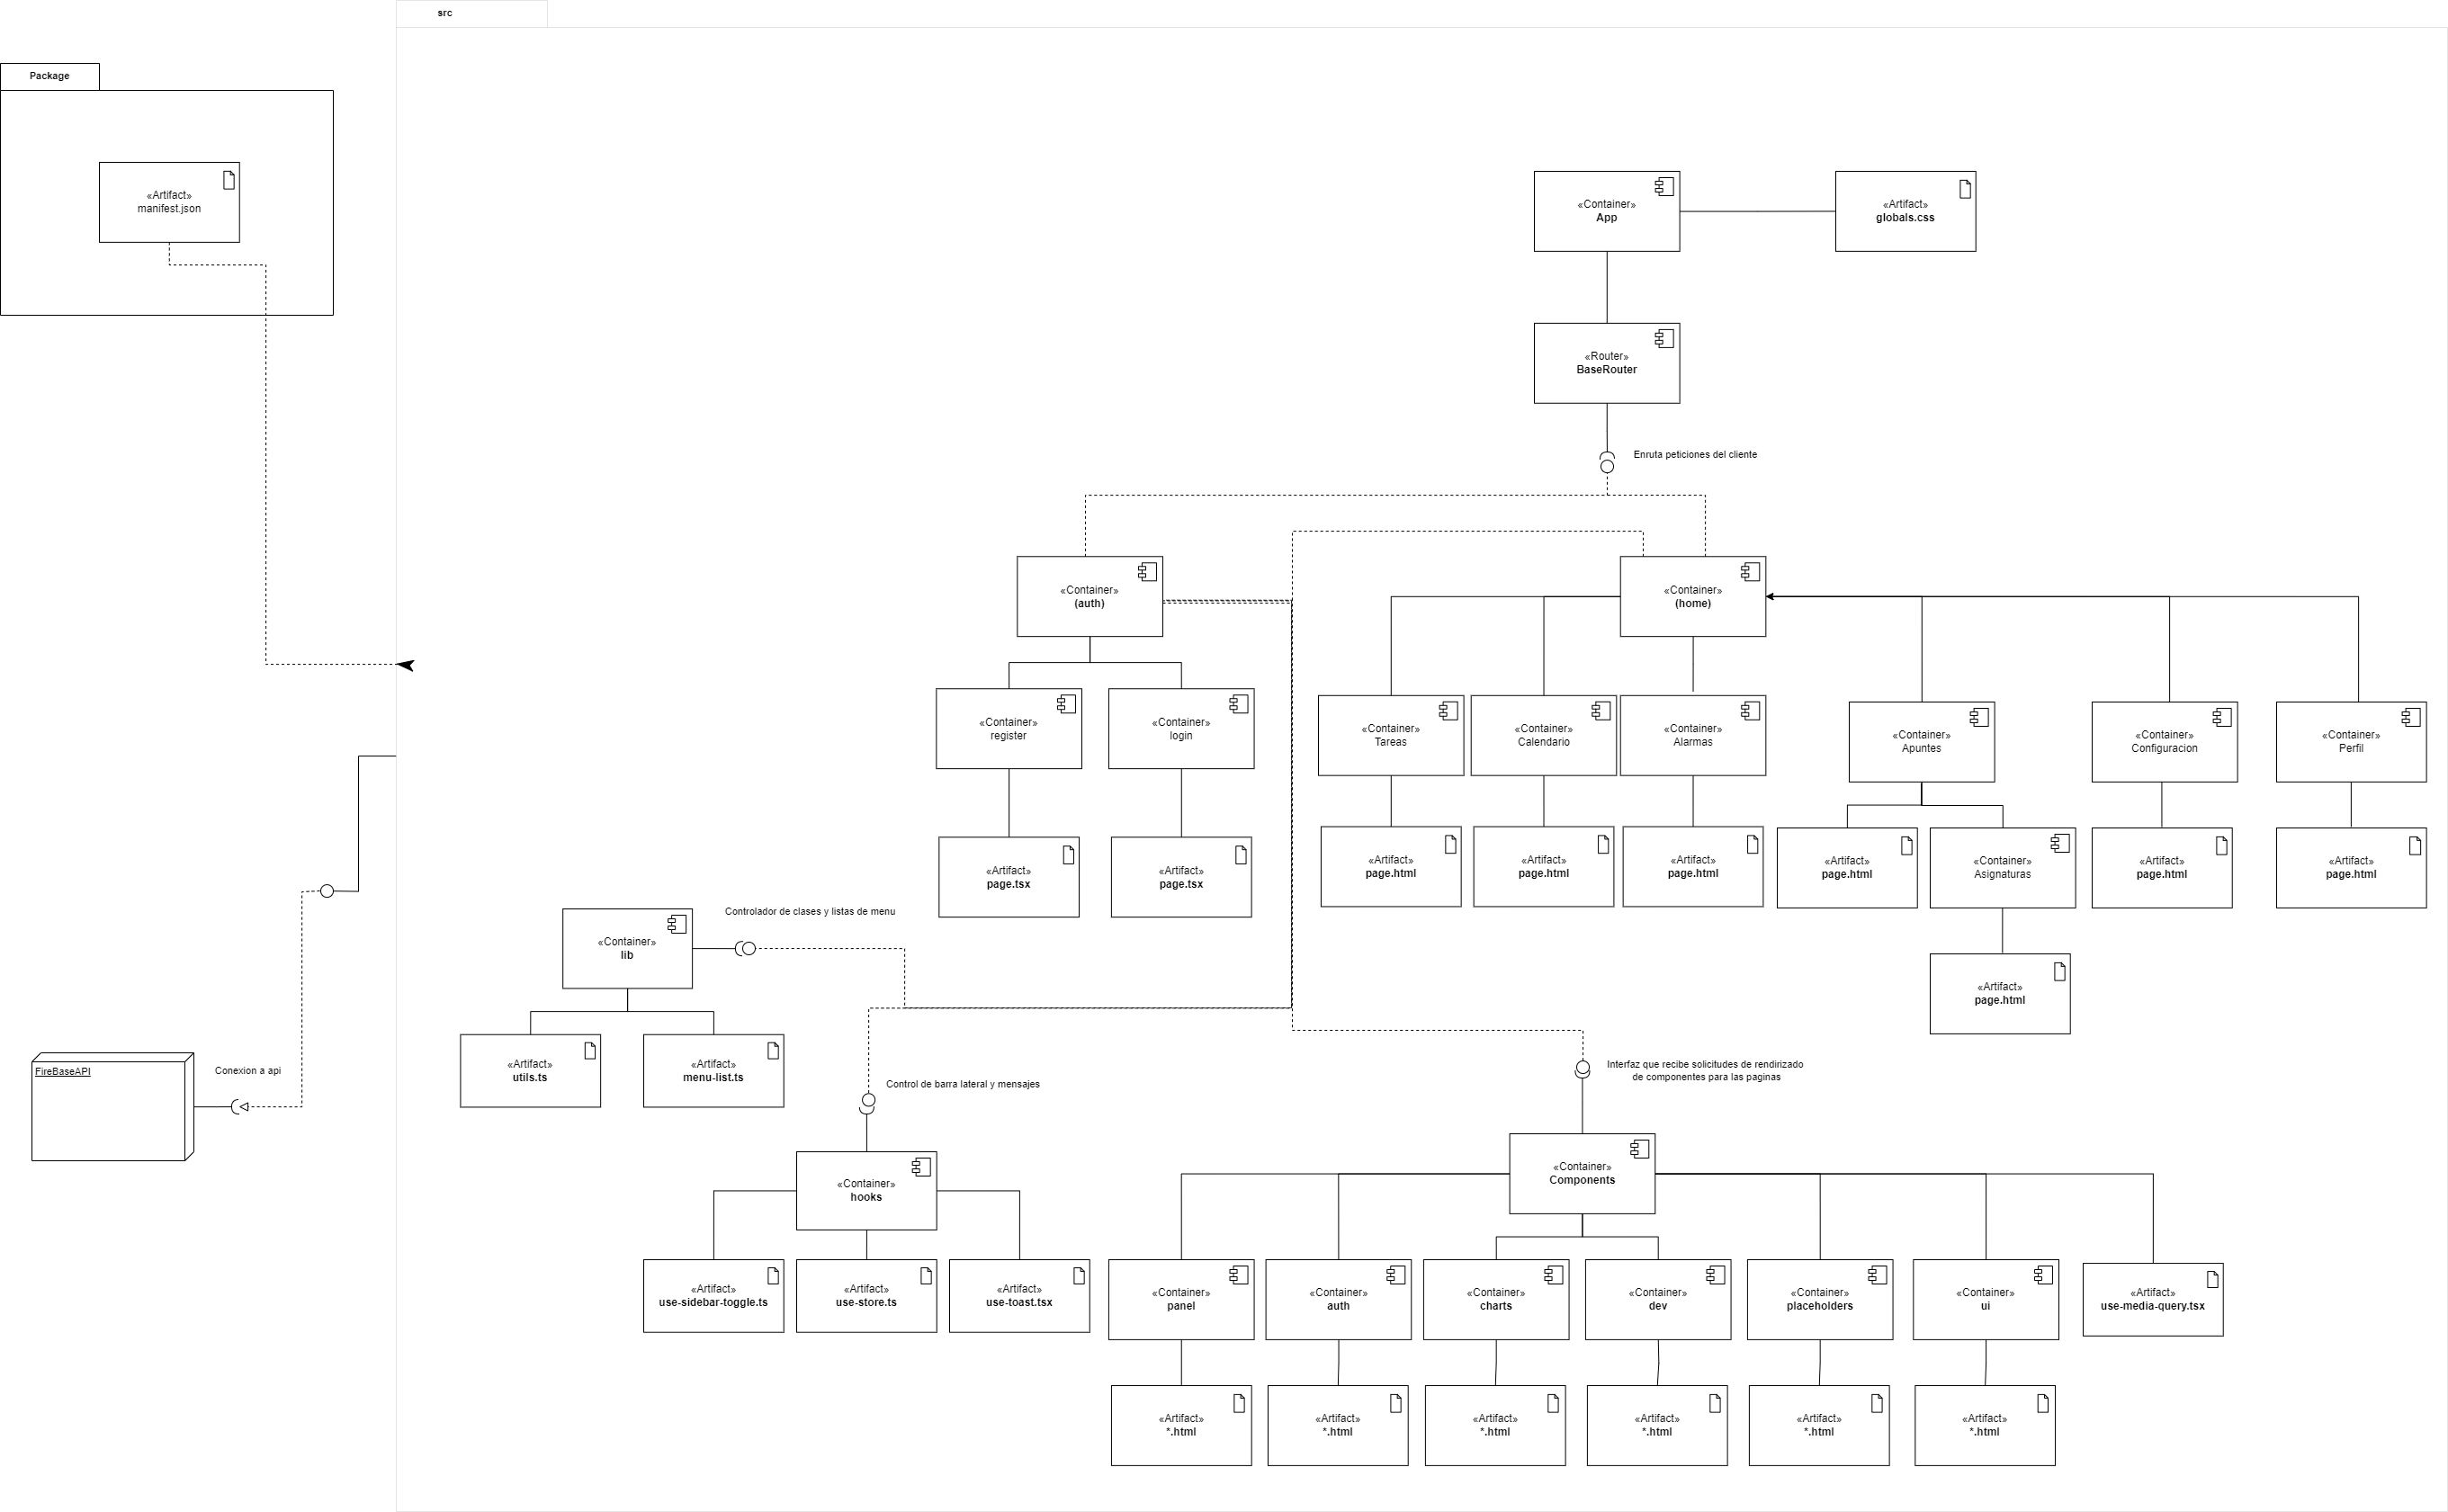 src
Package
«Artifact»
manifest.json
«Container»
App
«Artifact»
globals.css
«Router»
BaseRouter
Enruta peticiones del cliente
«Container»
(auth)
«Container»
(home)
«Container»
register
«Container»
login
«Container»
Tareas
«Container»
Calendario
«Container»
Alarmas
«Container»
Apuntes
«Container»
Configuracion
«Container»
Perfil
«Artifact»
page.tsx
«Artifact»
page.tsx
«Artifact»
page.html
«Artifact»
page.html
«Artifact»
page.html
«Artifact»
page.html
«Container»
Asignaturas
«Artifact»
page.html
«Artifact»
page.html
Controlador de clases y listas de menu
«Container»
lib
«Artifact»
page.html
«Artifact»
utils.ts
«Artifact»
menu-list.ts
FireBaseAPI
Conexion a api
Control de barra lateral y mensajes
Interfaz que recibe solicitudes de rendirizado
de componentes para las paginas
«Container»
hooks
«Container»
Components
«Artifact»
use-sidebar-toggle.ts
«Artifact»
use-store.ts
«Artifact»
use-toast.tsx
«Container»
panel
«Container»
auth
«Container»
charts
«Container»
dev
«Container»
placeholders
«Container»
ui
«Artifact»
use-media-query.tsx
«Artifact»
*.html
«Artifact»
*.html
«Artifact»
*.html
«Artifact»
*.html
«Artifact»
*.html
«Artifact»
*.html